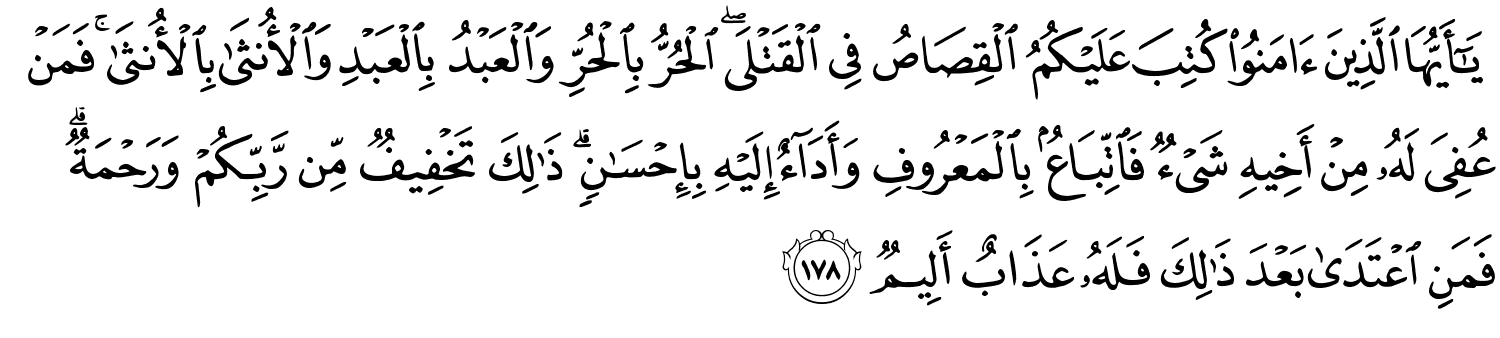 يَـٰٓأَيُّهَا ٱلَّذِينَ ءَامَنُوا۟ كُتِبَ عَلَيْكُمُ ٱلْقِصَاصُ فِى ٱلْقَتْلَى ۖ ٱلْحُرُّ بِٱلْحُرِّ وَٱلْعَبْدُ بِٱلْعَبْدِ وَٱلْأُنثَىٰ بِٱلْأُنثَىٰ ۚ فَمَنْ
عُفِىَ لَهُۥ مِنْ أَخِيهِ شَىْءٌ فَٱتِّبَاعٌۢ بِٱلْمَعْرُوفِ وَأَدَآءٌ إِلَيْهِ بِإِحْسَـٰنٍ ۗ ذَٰلِكَ تَخْفِيفٌ مِّن رَّبِّكُمْ وَرَحْمَةٌ ۗ
فَمَنِ ٱعْتَدَىٰ بَعْدَ ذَٰلِكَ فَلَهُۥ عَذَابٌ أَلِيمٌ ١٧٨